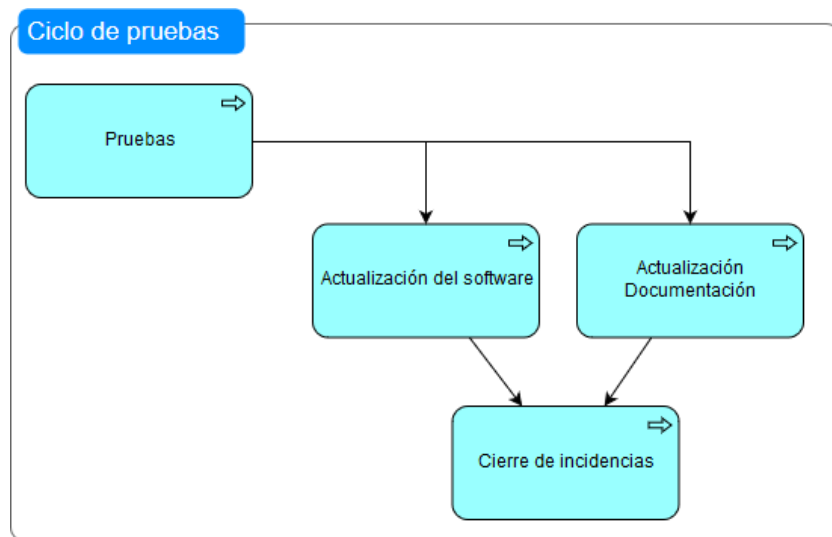 Ciclo de pruebas
Pruebas
Actualización del software
Actualización
Documentación
Cierre de incidencias